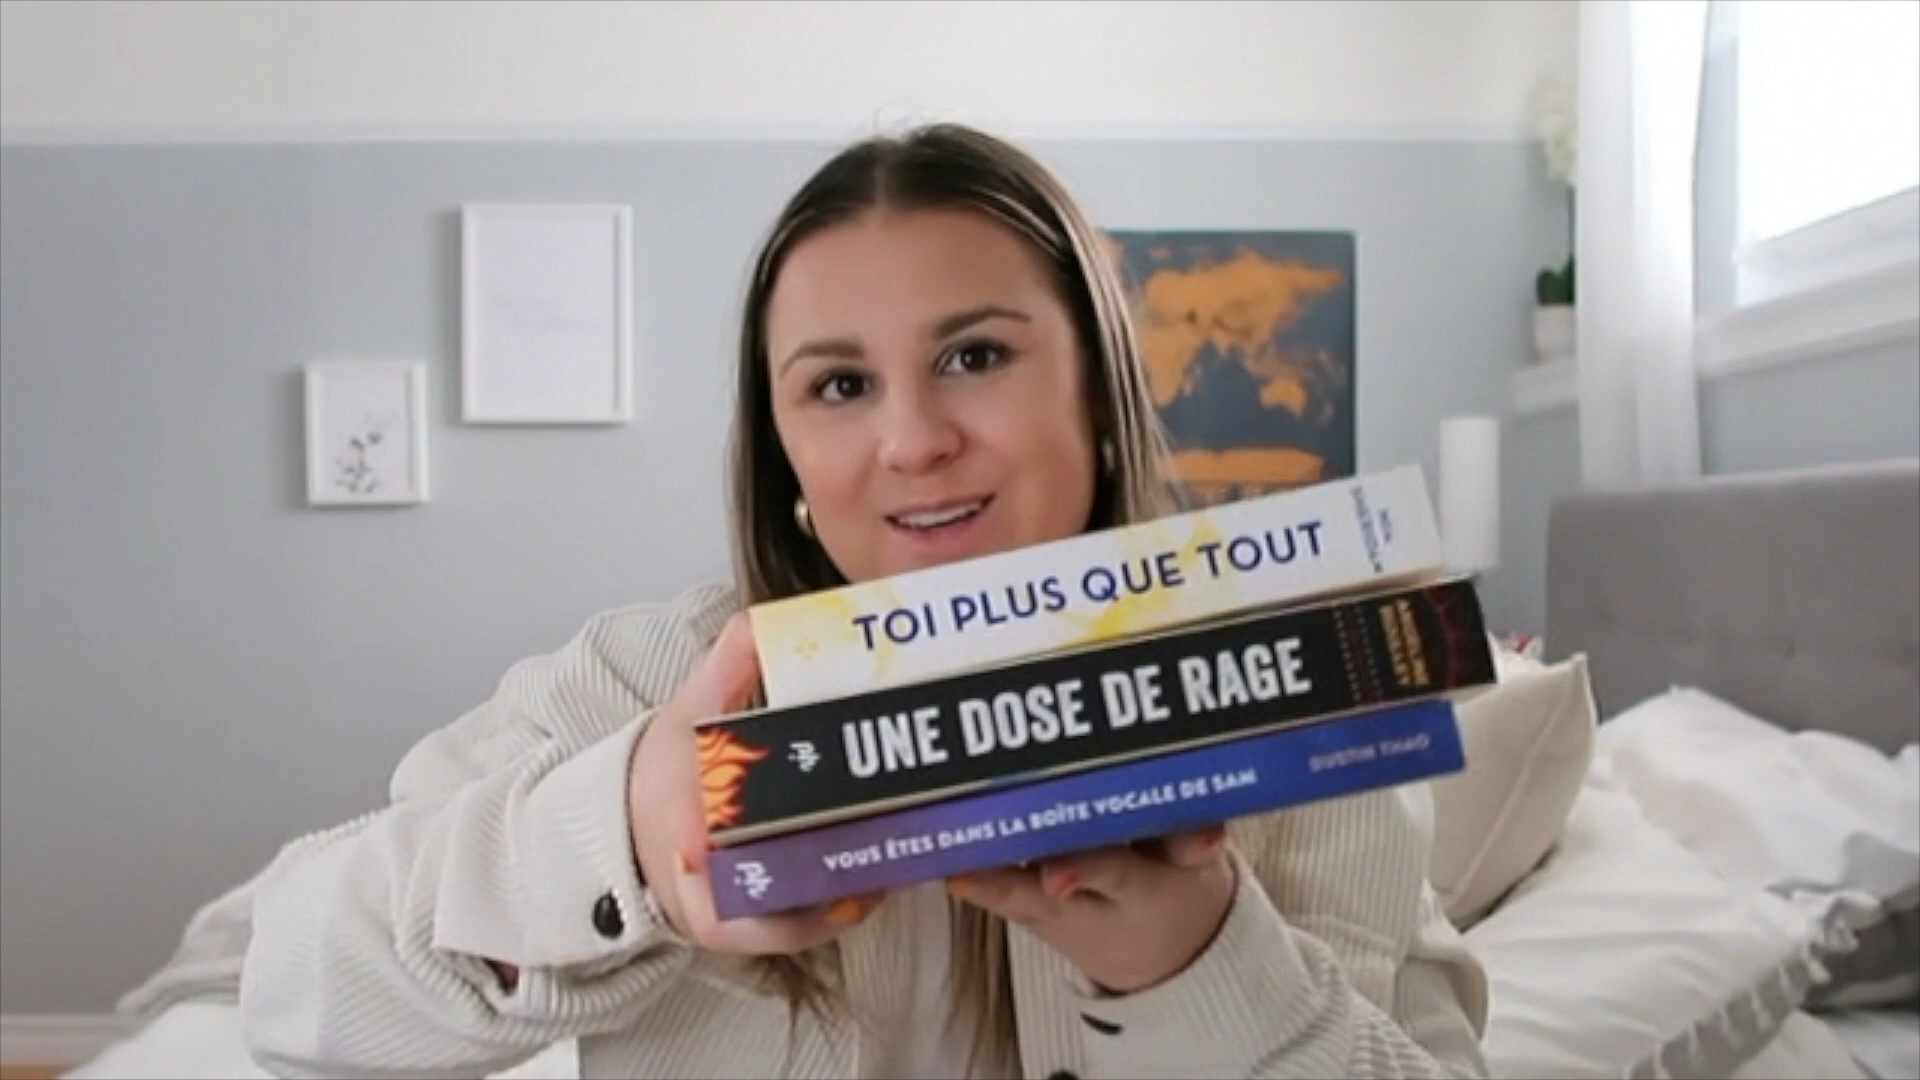 TOI PLUS QUE TOUT
UNE DOSE DE RAGE
VOUS ÊTES DANS LA BOÎTE VOCALE DE SAM
DUSTIN THAO